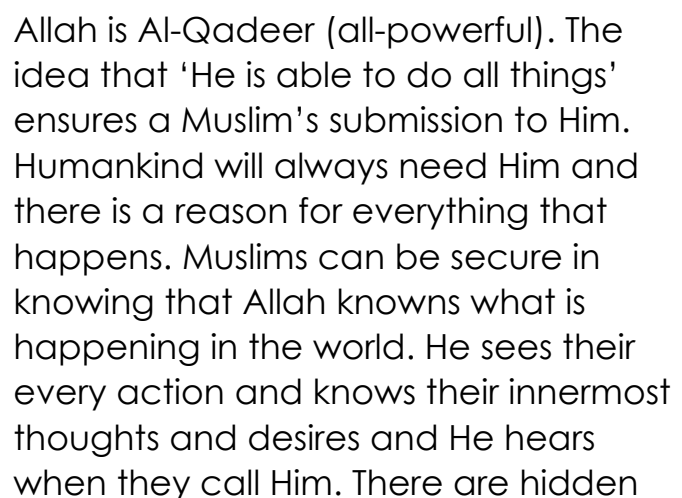 Allah is Al-Qadeer (all-powerful). The
idea that ‘He is able to do all things’
ensures a Muslim’s submission to Him.
Humankind will always need Him and
there is a reason for everything that
happens. Muslims can be secure in
knowing that Allah knowns what is
happening in the world. He sees their
every action and knows their innermost
thoughts and desires and He hears
when they call Him. There are hidden